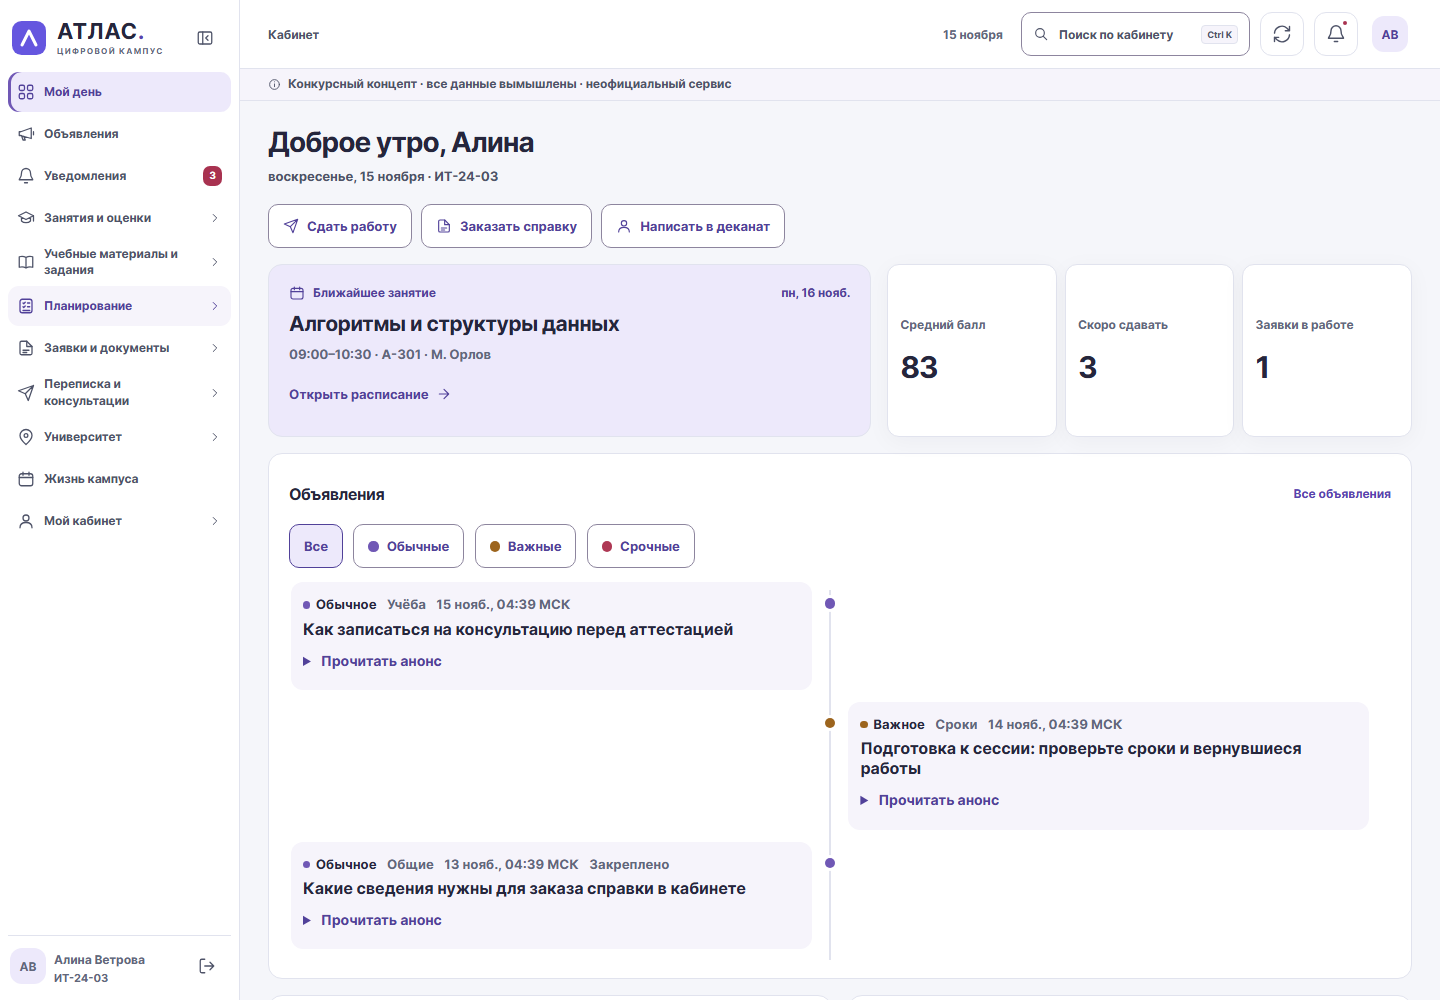 АТЛАС.
ЦИФРОВОЙ КАМПУС
Мой день
Объявления
Уведомления
3
Занятия и оценки
Учебные материалы и
задания
Планирование
Заявки и документы
Переписка и
консультации
Университет
Жизнь кампуса
Мой кабинет
АВ
Алина Ветрова
ИТ-24-03
Кабинет
15 ноября
Поиск по кабинету
Ctrl K
АВ
Конкурсный концепт · все данные вымышлены · неофициальный сервис
Доброе утро, Алина
воскресенье, 15 ноября · ИТ-24-03
Сдать работу
Заказать справку
Написать в деканат
Ближайшее занятие
пн, 16 нояб.
Алгоритмы и структуры данных
09:00–10:30 · А-301 · М. Орлов
Открыть расписание
Средний балл
83
Скоро сдавать
3
Заявки в работе
1
Объявления
Все объявления
Все
Обычные
Важные
Срочные
Обычное Учёба 15 нояб., 04:39 МСК
Как записаться на консультацию перед аттестацией
Прочитать анонс
Важное Сроки 14 нояб., 04:39 МСК
Подготовка к сессии: проверьте сроки и вернувшиеся
работы
Прочитать анонс
Обычное Общие 13 нояб., 04:39 МСК Закреплено
Какие сведения нужны для заказа справки в кабинете
Прочитать анонс